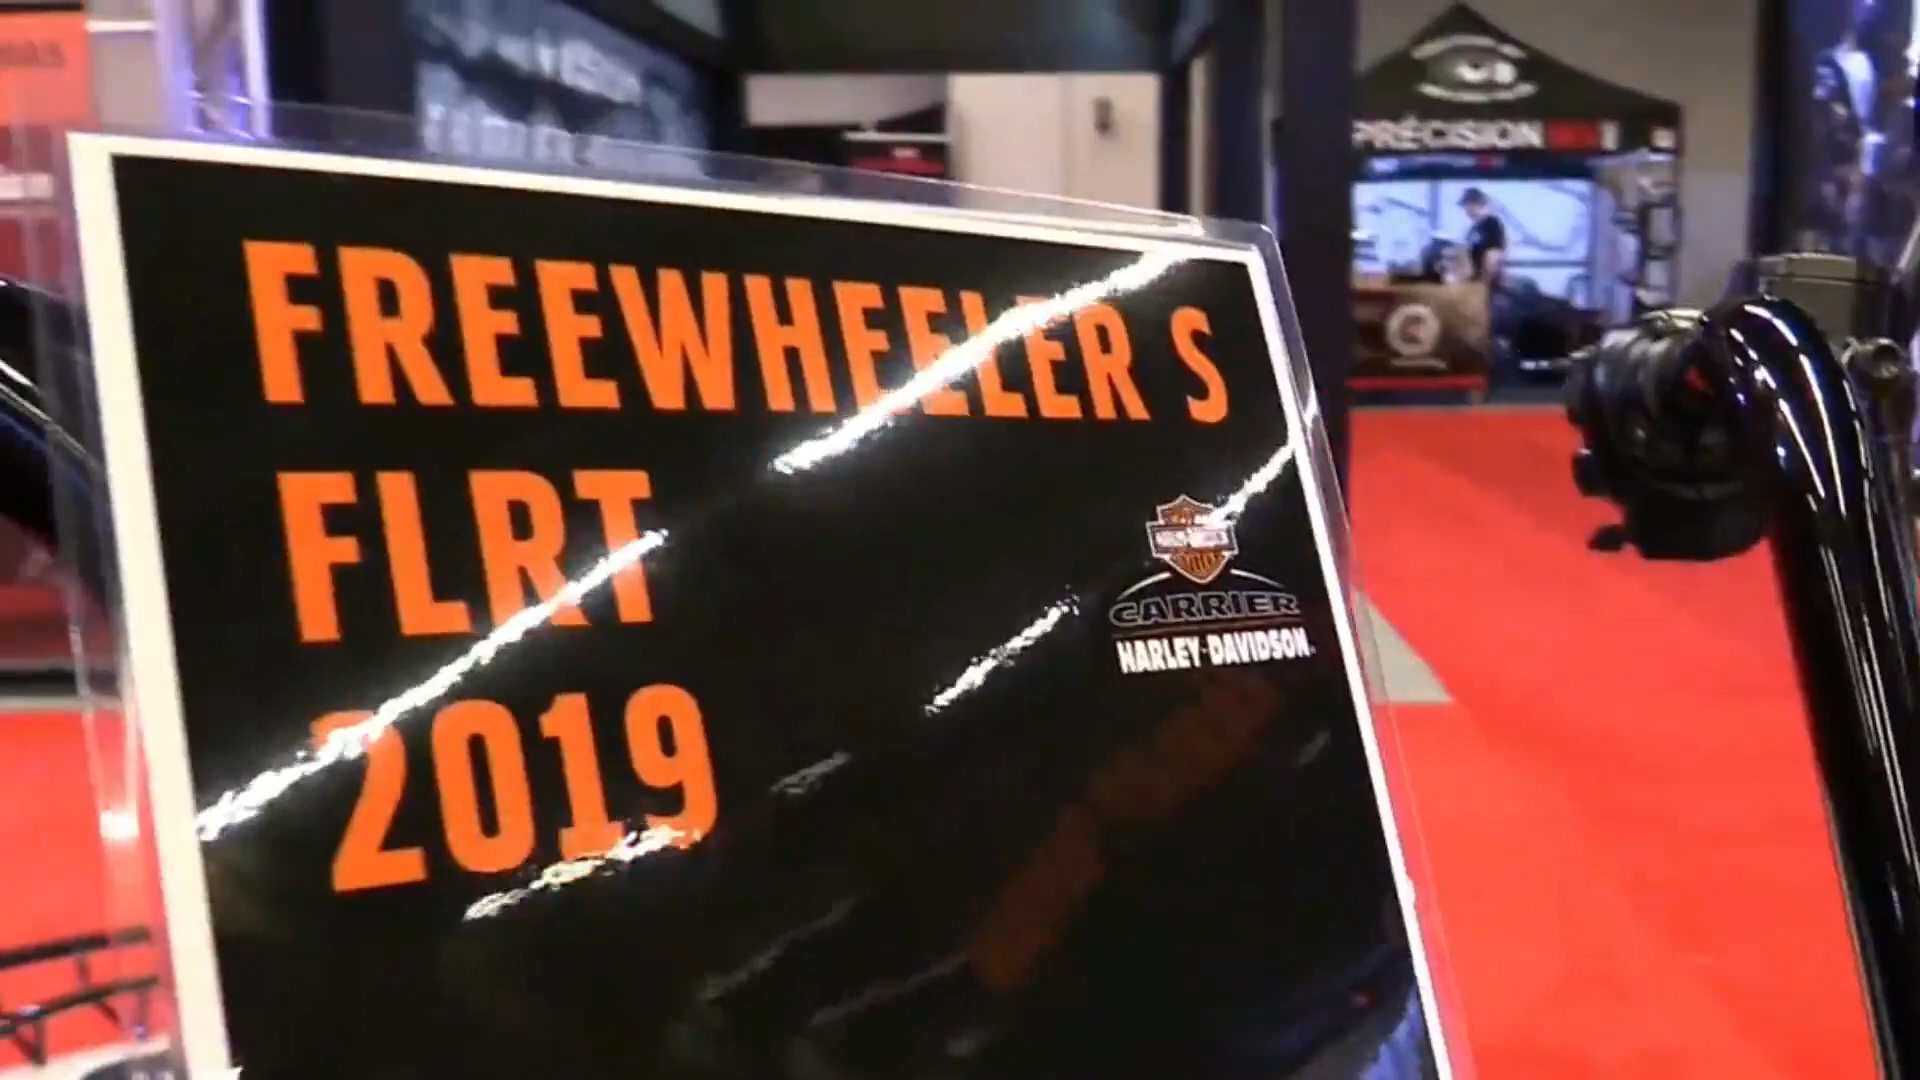 FREEWHEELER S
FLRT
2019
CARRIER
HARLEY-DAVIDSON
PRÉCISION